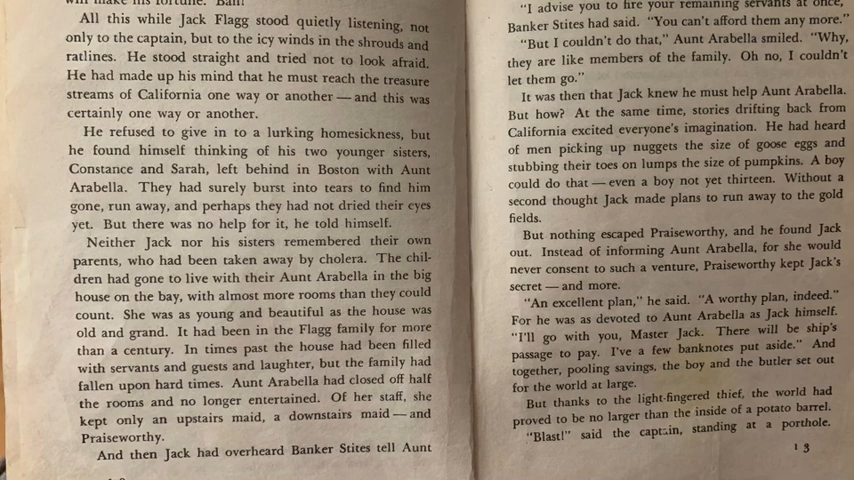 will make his fortune. Bah!
All this while Jack Flagg stood quietly listening, not
only to the captain, but to the icy winds in the shrouds and
ratlines. He stood straight and tried not to look afraid.
He had made up his mind that he must reach the treasure
streams of California one way or another — and this was
certainly one way or another.
He refused to give in to a lurking homesickness, but
he found himself thinking of his two younger sisters,
Constance and Sarah, left behind in Boston with Aunt
Arabella. They had surely burst into tears to find him
gone, run away, and perhaps they had not dried their eyes
yet. But there was no help for it, he told himself.
Neither Jack nor his sisters remembered their own
parents, who had been taken away by cholera. The chil-
dren had gone to live with their Aunt Arabella in the big
house on the bay, with almost more rooms than they could
count. She was as young and beautiful as the house was
old and grand. It had been in the Flagg family for more
than a century. In times past the house had been filled
with servants and guests and laughter, but the family had
fallen upon hard times. Aunt Arabella had closed off half
the rooms and no longer entertained. Of her staff, she
kept only an upstairs maid, a downstairs maid — and
Praiseworthy.
And then Jack had overheard Banker Stites tell Aunt
"I advise you to fire your remaining servants at once,"
Banker Stites had said. "You can't afford them any more."
"But I couldn't do that," Aunt Arabella smiled. "Why,
they are like members of the family. Oh no, I couldn't
let them go."
It was then that Jack knew he must help Aunt Arabella.
But how? At the same time, stories drifting back from
California excited everyone's imagination. He had heard
of men picking up nuggets the size of goose eggs and
stubbing their toes on lumps the size of pumpkins. A boy
could do that — even a boy not yet thirteen. Without a
second thought Jack made plans to run away to the gold
fields.
But nothing escaped Praiseworthy, and he found Jack
out. Instead of informing Aunt Arabella, for she would
never consent to such a venture, Praiseworthy kept Jack's
secret — and more.
"An excellent plan," he said. "A worthy plan, indeed."
For he was as devoted to Aunt Arabella as Jack himself.
"I'll go with you, Master Jack. There will be ship's
passage to pay. I've a few banknotes put aside." And
together, pooling savings, the boy and the butler set out
for the world at large.
But thanks to the light-fingered thief, the world had
proved to be no larger than the inside of a potato barrel.
"Blast!" said the captain, standing at a porthole.
13